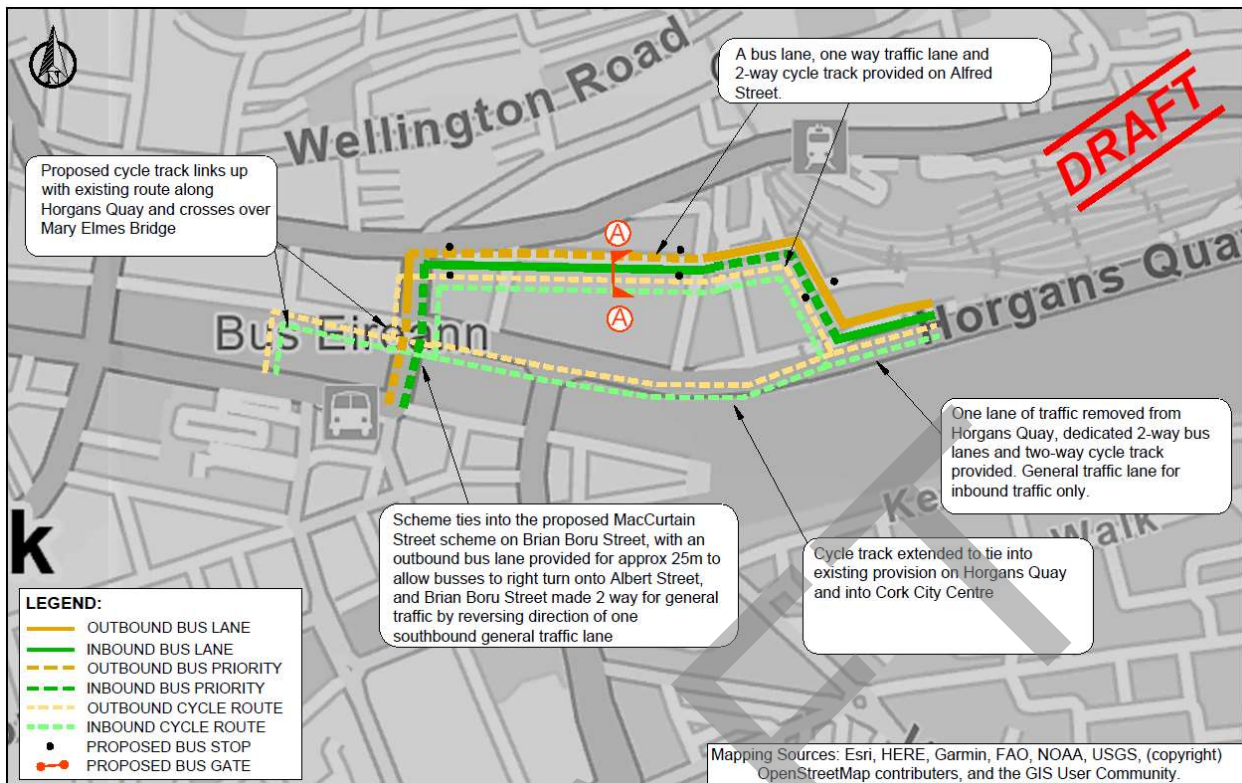 N
Wellington Road
A bus lane, one way traffic lane and
2-way cycle track provided on Alfred
Street.
DRAFT
Proposed cycle track links up
with existing route along
Horgans Quay and crosses over
Mary Elmes Bridge
A
A
Bus Eireann
Horgans Quay
One lane of traffic removed from
Horgans Quay, dedicated 2-way bus
lanes and two-way cycle track
provided. General traffic lane for
inbound traffic only.
Scheme ties into the proposed MacCurtain
Street scheme on Brian Boru Street, with an
outbound bus lane provided for approx 25m to
allow busses to right turn onto Albert Street,
and Brian Boru Street made 2 way for general
traffic by reversing direction of one
southbound general traffic lane
Cycle track extended to tie into
existing provision on Horgans Quay
and into Cork City Centre
Walk
k
LEGEND:
OUTBOUND BUS LANE
INBOUND BUS LANE
OUTBOUND BUS PRIORITY
INBOUND BUS PRIORITY
OUTBOUND CYCLE ROUTE
INBOUND CYCLE ROUTE
PROPOSED BUS STOP
PROPOSED BUS GATE
Mapping Sources: Esri, HERE, Garmin, FAO, NOAA, USGS, (copyright)
OpenStreetMap contributers, and the GIS User Community.